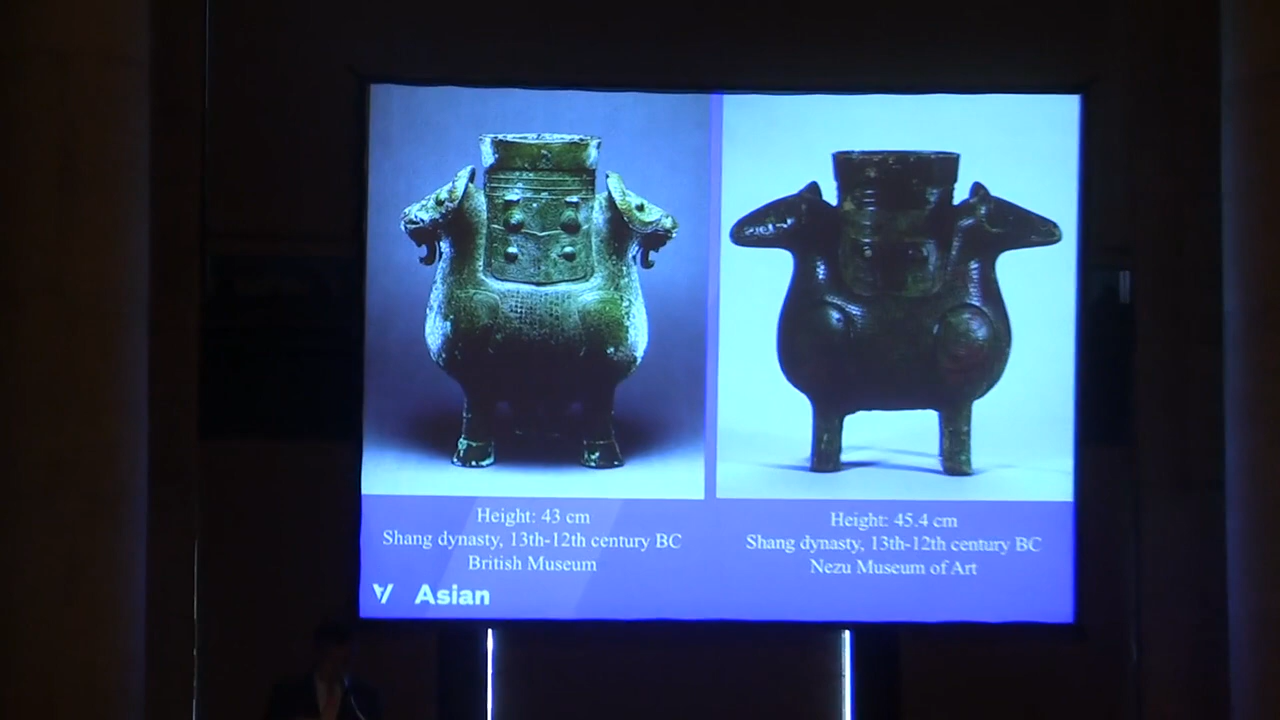 Height: 43 cm
Shang dynasty, 13th-12th century BC
British Museum
Height: 45.4 cm
Shang dynasty, 13th-12th century BC
Nezu Museum of Art
Asian